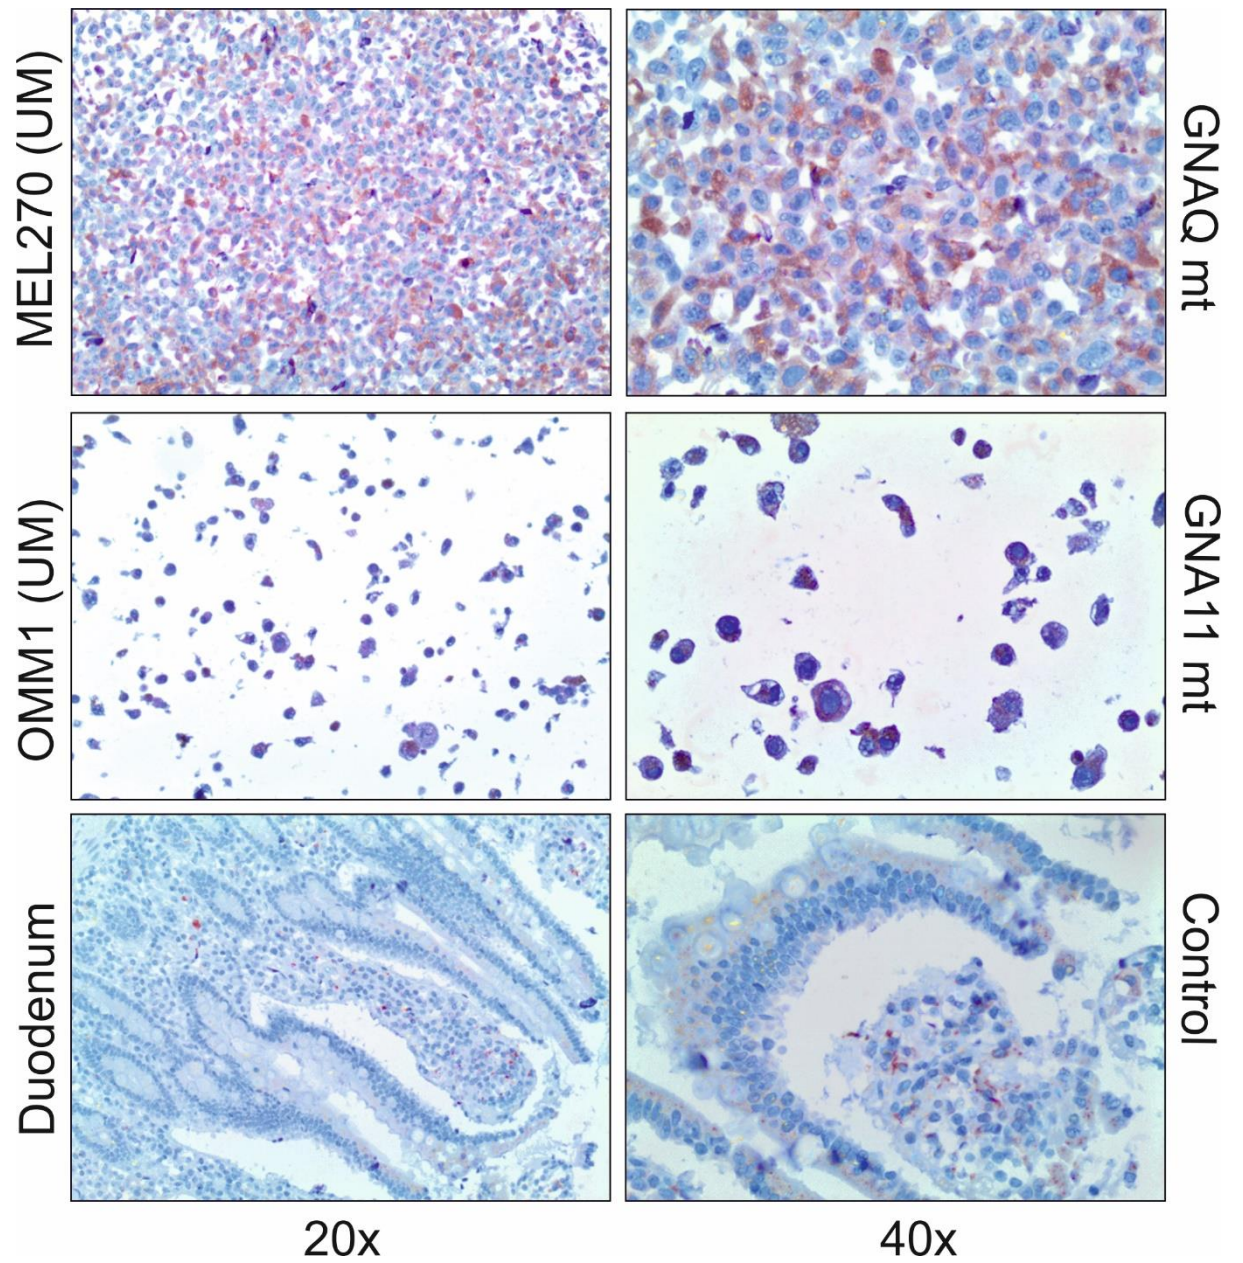 MEL270 (UM)
GNAQ mt
OMM1 (UM)
GNA11 mt
Duodenum
Control
20x
40x